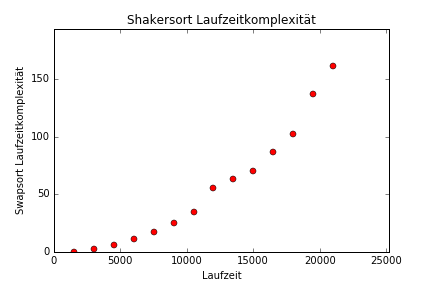 Shakersort Laufzeitkomplexität
Swapsort Laufzeitkomplexität
150
100
50
0
0 5000 10000 15000 20000 25000
Laufzeit